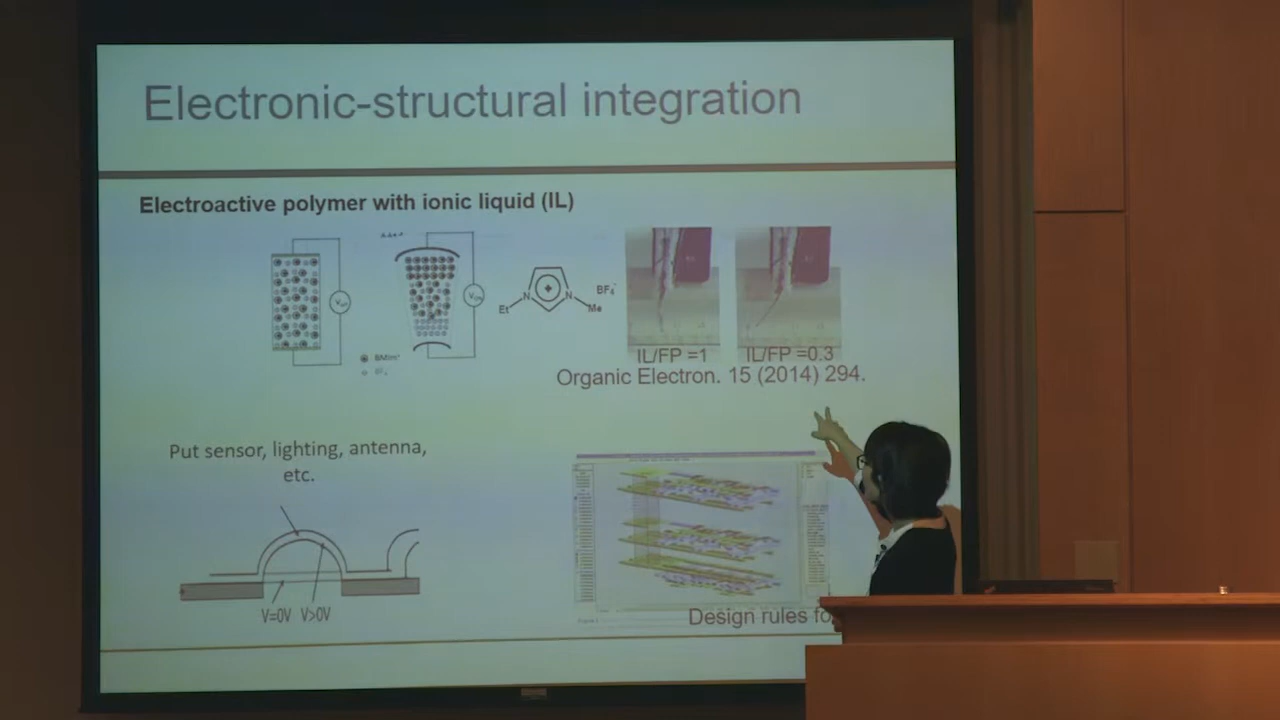 Electronic-structural integration
Electroactive polymer with ionic liquid (IL)
BF4-
N
N
Et
Me
BMIm+
IL/FP =1
IL/FP =0.3
Organic Electron. 15 (2014) 294.
Put sensor, lighting, antenna,
etc.
V=0V V>0V
Design rules fo